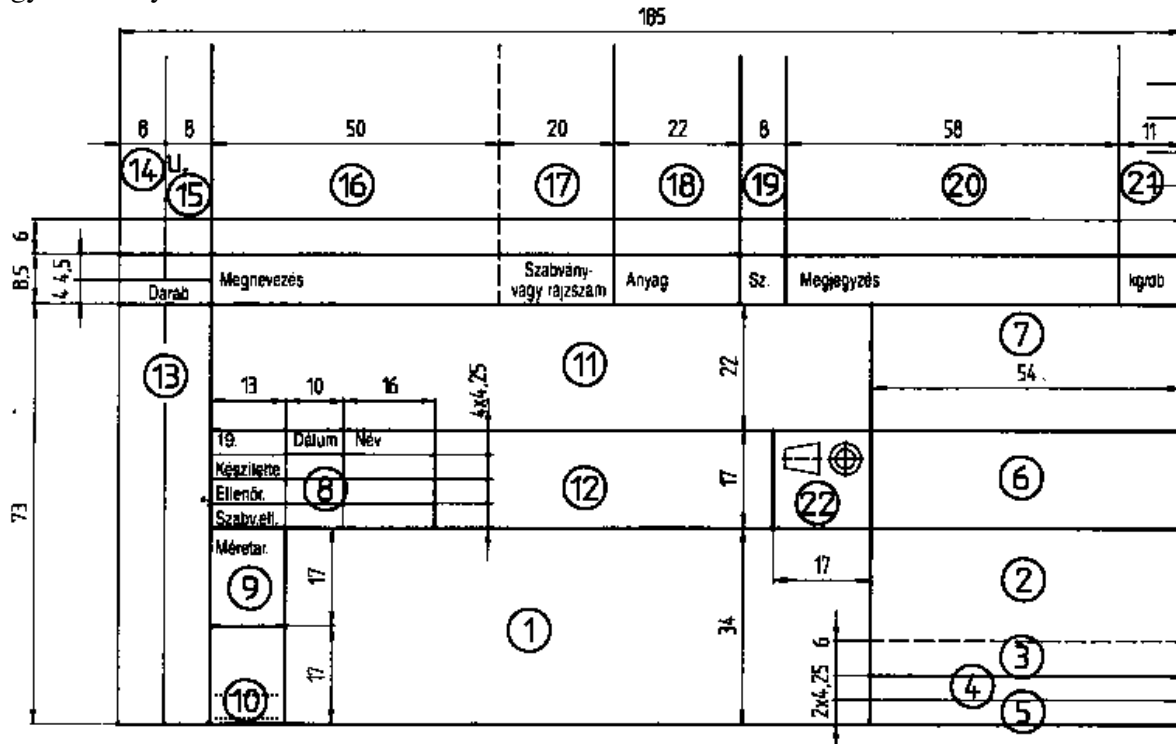 185
8 8 50 20 22 8 58 11
14 U, 15 16 17 18 19 20 21
6
8,5
4 4,5
Daráb Megnevezés Szabvány- Anyag Sz. Megjegyzés
vagy rajzszám
7
13 11 22 54
13 10 16 4x4,25
19. Dátum Név
Készítette
Ellenőr. 8 12 17 22 6
Szabv.ell.
73
Méretar.
9 17 17 2
1 34
6 3
10 17 2x4,25 4
5